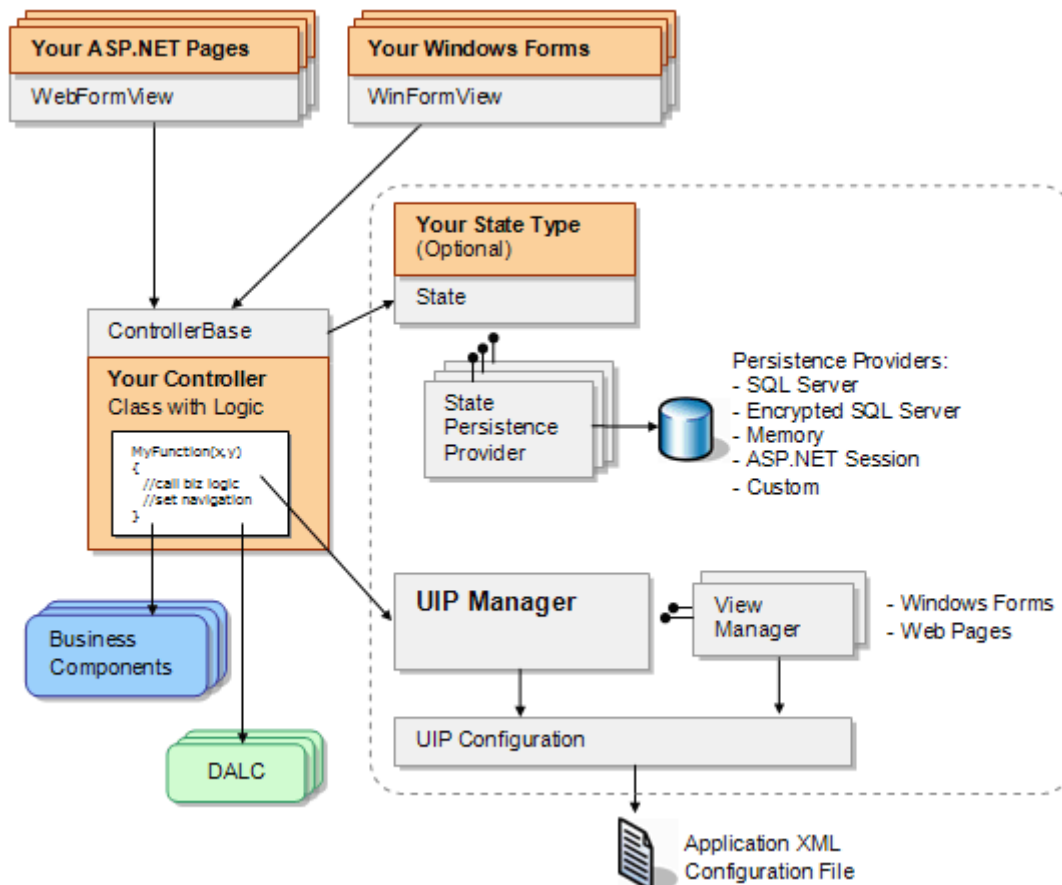 Your ASP.NET Pages
WebFormView
Your Windows Forms
WinFormView
Your State Type
(Optional)
State
ControllerBase
Your Controller
Class with Logic
MyFunction(x,y)
{
//call biz logic
//set navigation
}
State
Persistence
Provider
Persistence Providers:
- SQL Server
- Encrypted SQL Server
- Memory
- ASP.NET Session
- Custom
UIP Manager
View
Manager
- Windows Forms
- Web Pages
Business
Components
UIP Configuration
DALC
Application XML
Configuration File